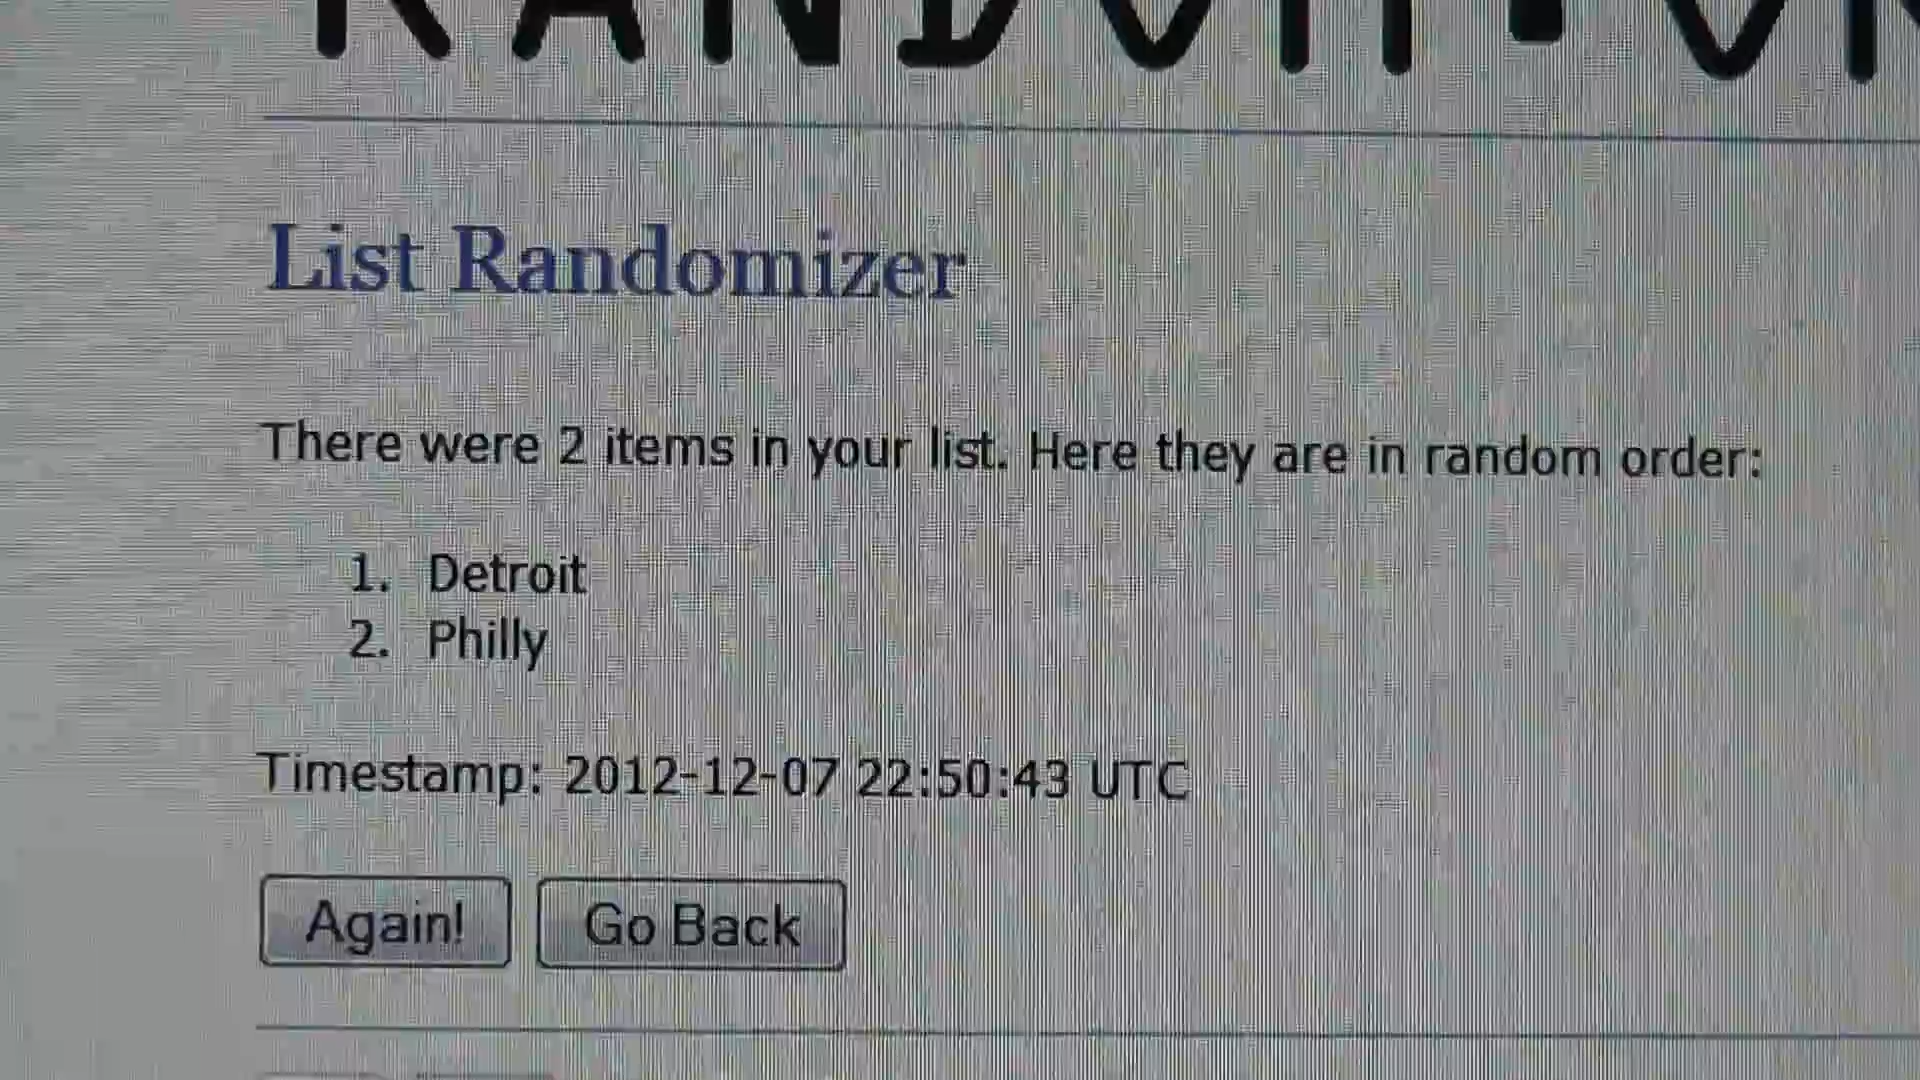 List Randomizer
There were 2 items in your list. Here they are in random order:
1. Detroit
2. Philly
Timestamp: 2012-12-07 22:50:43 UTC
Again! Go Back